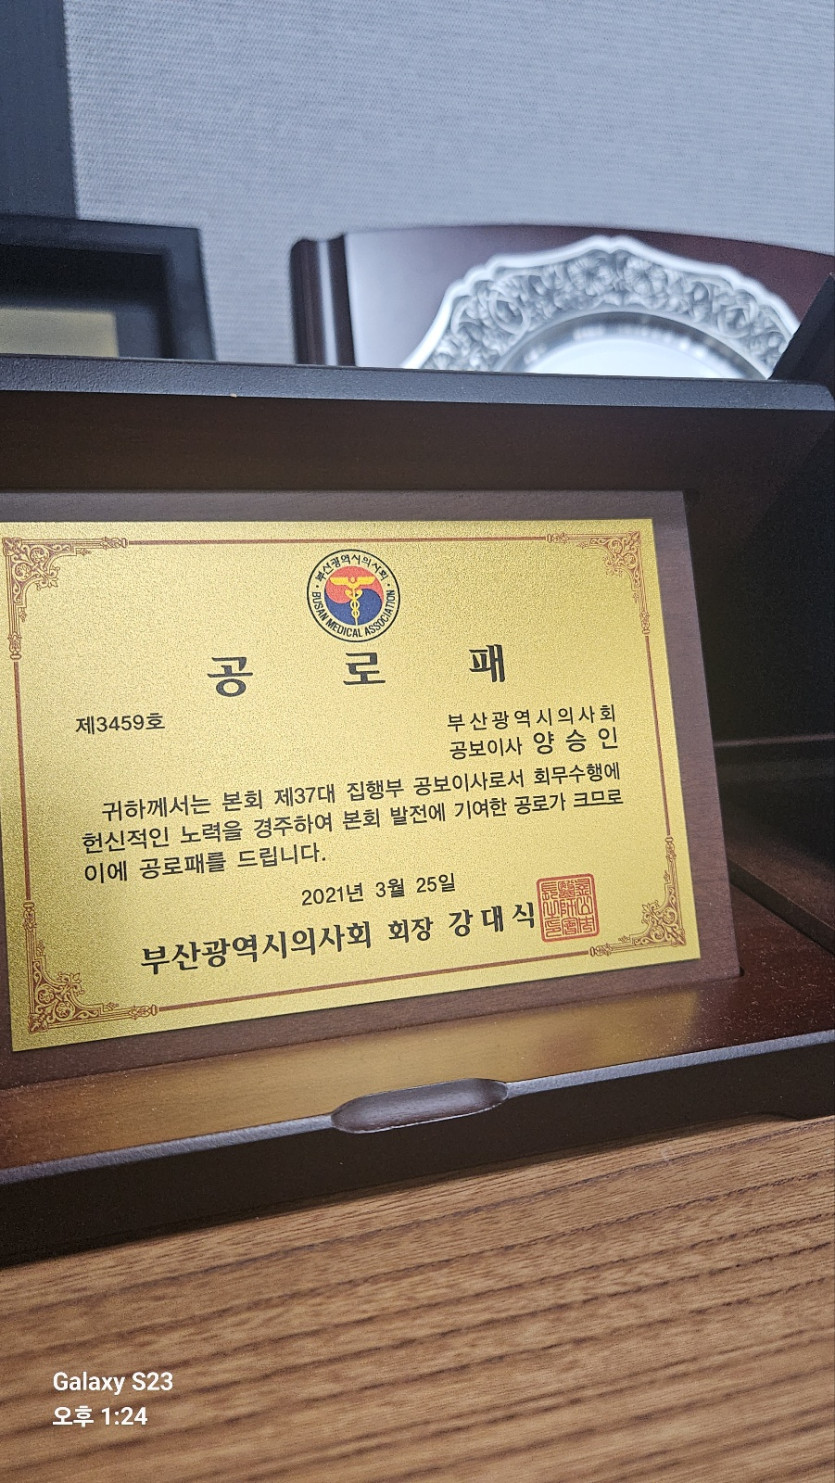 부산광역시의사회
BUSAN MEDICAL ASSOCIATION
공 로 패
제3459호
부산광역시의사회
공보이사 양 승 인
귀하께서는 본회 제37대 집행부 공보이사로서 회무수행에
헌신적인 노력을 경주하여 본회 발전에 기여한 공로가 크므로
이에 공로패를 드립니다.
2021년 3월 25일
부산광역시의사회 회장 강 대 식
Galaxy S23
오후 1:24